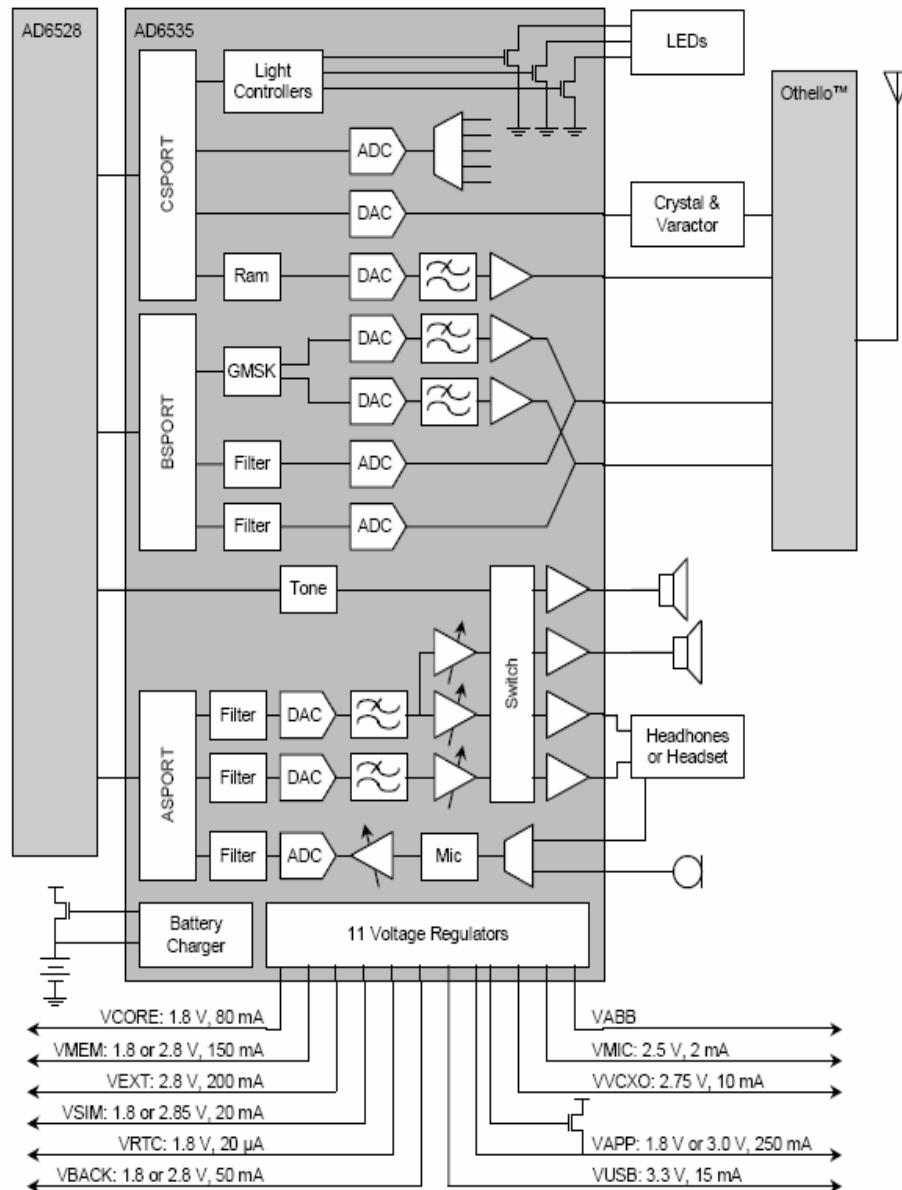 AD6528
AD6535
LEDs
Light
Controllers
Othello™
CSPORT
ADC
DAC
Crystal &
Varactor
Ram
DAC
BSPORT
GMSK
DAC
DAC
Filter
ADC
Filter
ADC
Tone
Switch
ASPORT
Filter
DAC
Headhones
or Headset
Filter
DAC
Filter
ADC
Mic
Battery
Charger
11 Voltage Regulators
VCORE: 1.8 V, 80 mA
VABB
VMEM: 1.8 or 2.8 V, 150 mA
VMIC: 2.5 V, 2 mA
VEXT: 2.8 V, 200 mA
VVCXO: 2.75 V, 10 mA
VSIM: 1.8 or 2.85 V, 20 mA
VRTC: 1.8 V, 20 µA
VAPP: 1.8 V or 3.0 V, 250 mA
VBACK: 1.8 or 2.8 V, 50 mA
VUSB: 3.3 V, 15 mA